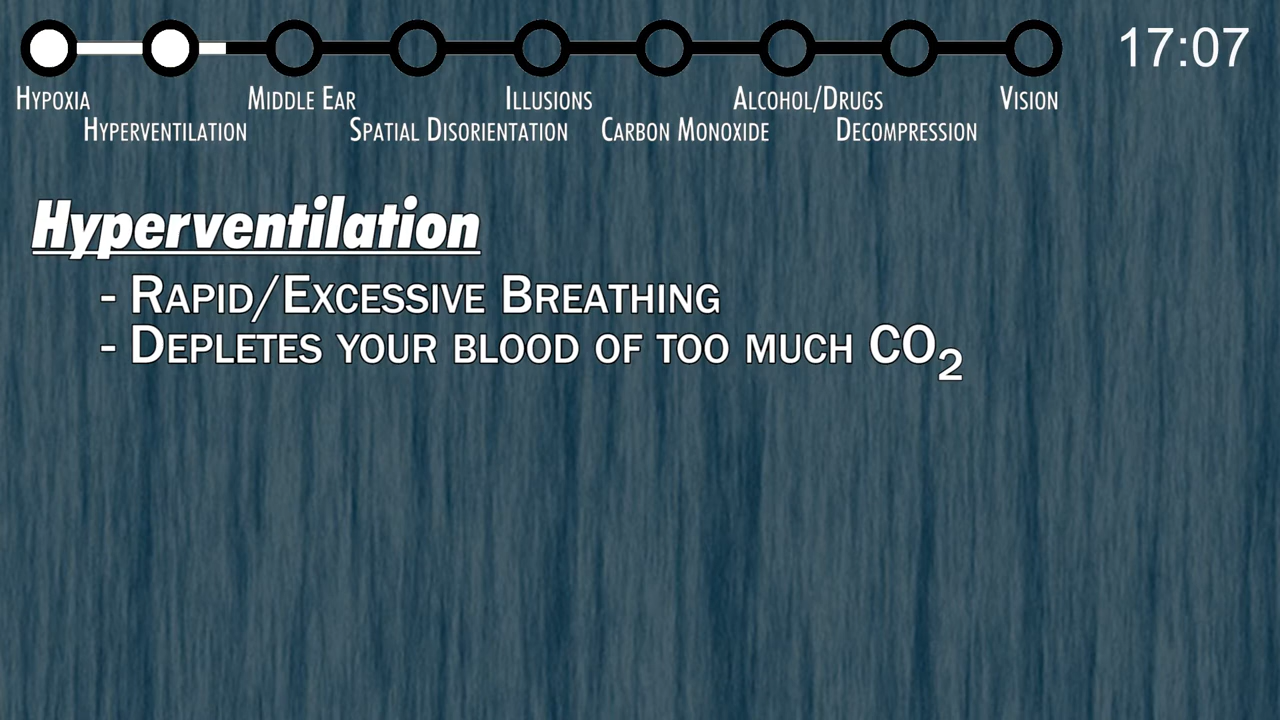 17:07
Hypoxia
Middle Ear
Illusions
Alcohol/Drugs
Vision
Hyperventilation
Spatial Disorientation
Carbon Monoxide
Decompression
Hyperventilation
- Rapid/Excessive Breathing
- Depletes your blood of too much CO₂